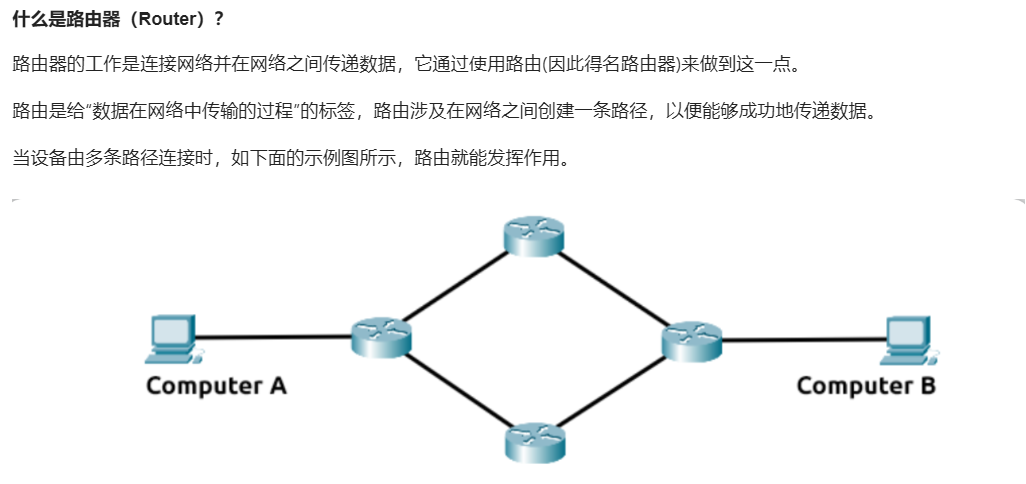 什么是路由器（Router）？
路由器的工作是连接网络并在网络之间传递数据，它通过使用路由(因此得名路由器)来做到这一点。
路由是给“数据在网络中传输的过程”的标签，路由涉及在网络之间创建一条路径，以便能够成功地传递数据。
当设备由多条路径连接时，如下面的示例图所示，路由就能发挥作用。
Computer A
Computer B